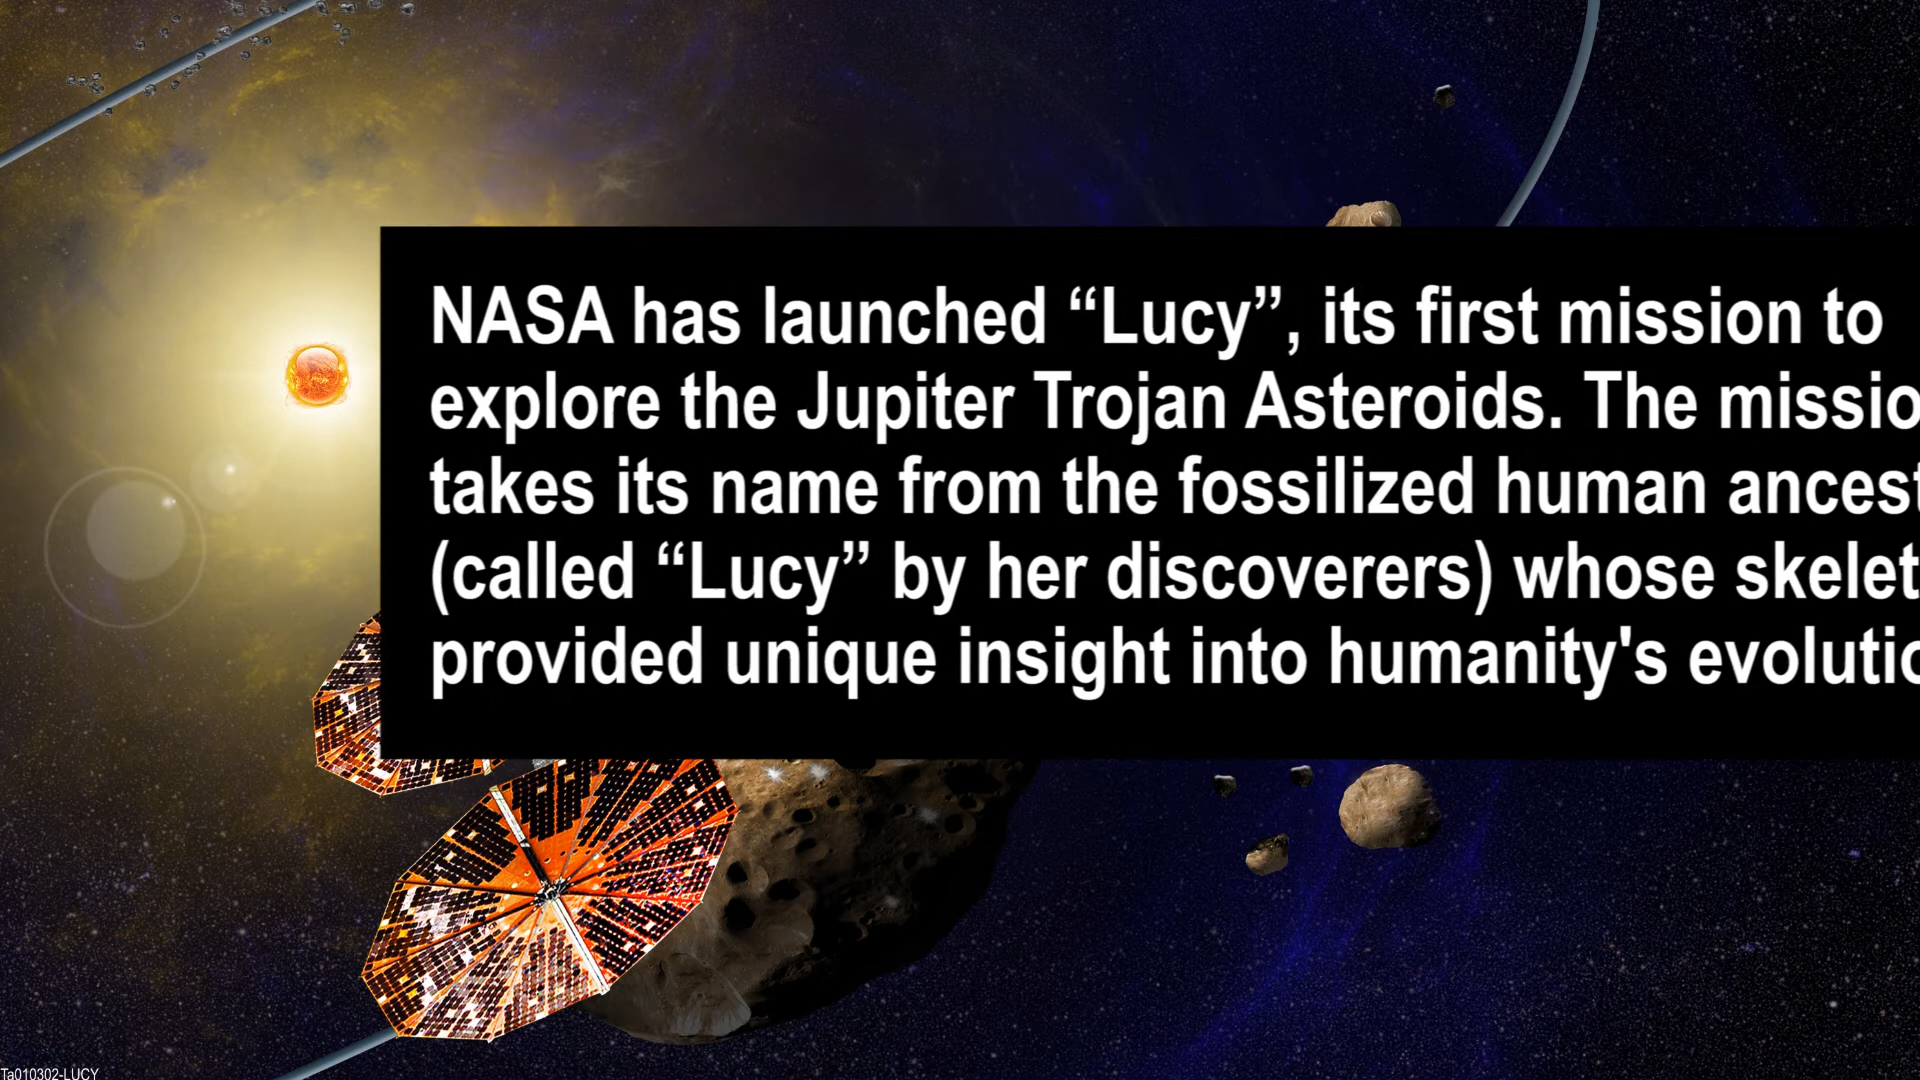 NASA has launched “Lucy”, its first mission to
explore the Jupiter Trojan Asteroids. The missio
takes its name from the fossilized human ancest
(called “Lucy” by her discoverers) whose skelet
provided unique insight into humanity's evolutio
Ta010302-LUCY